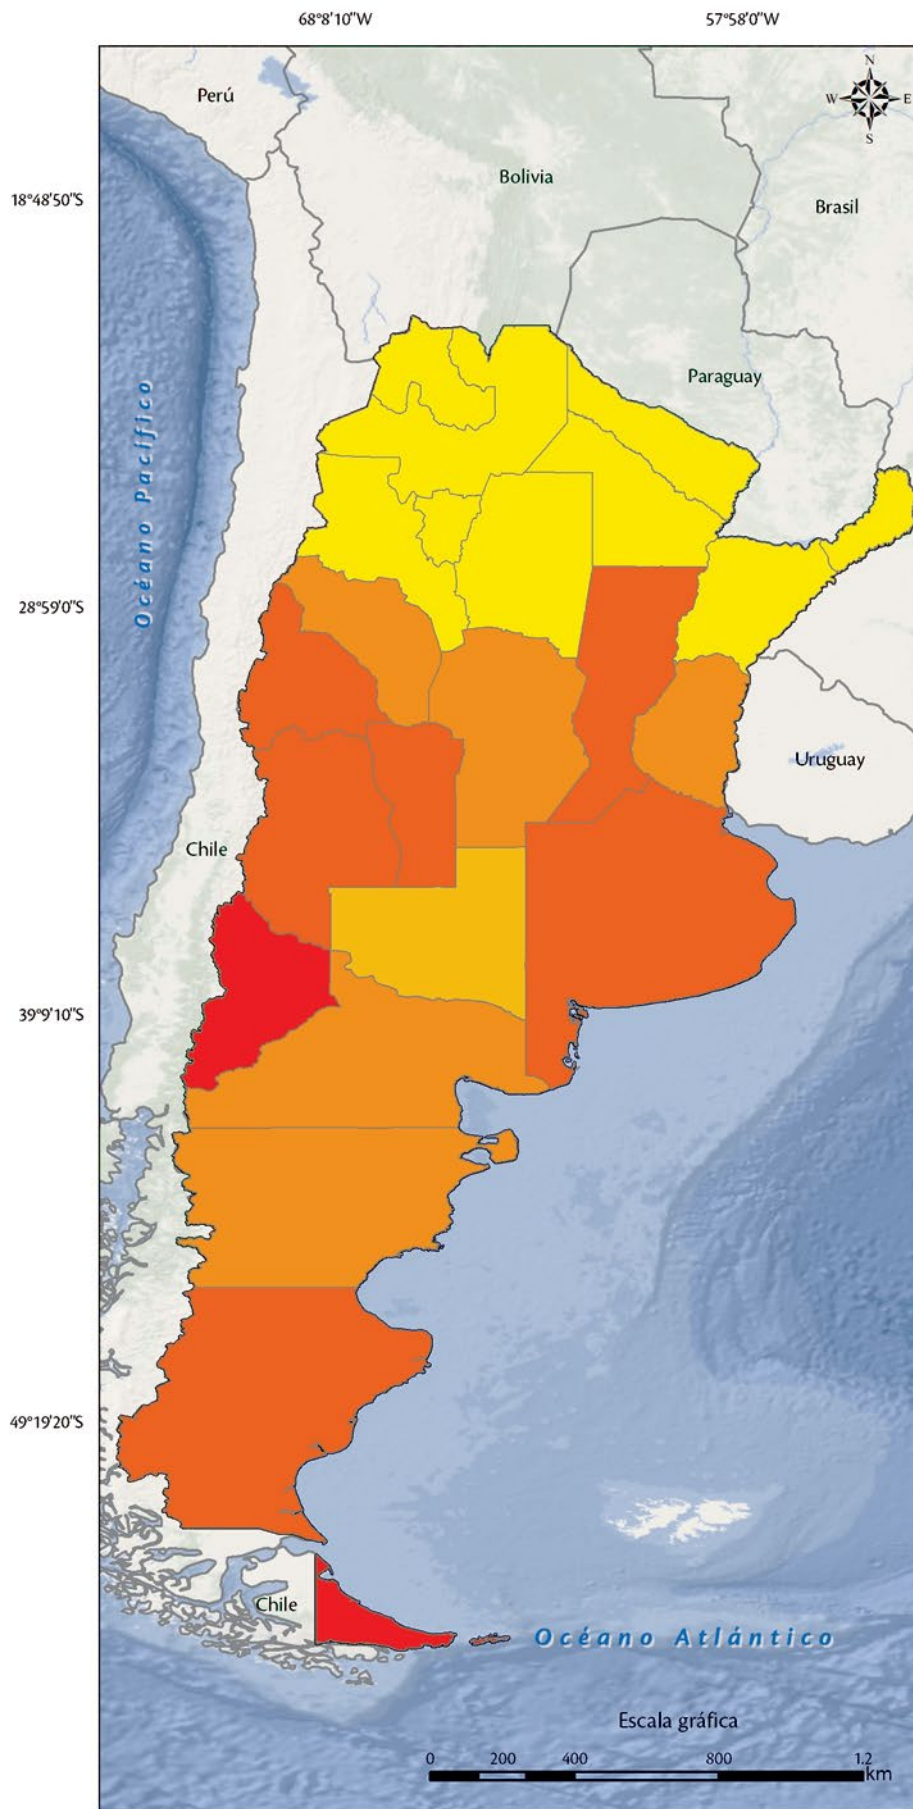 68°8'10"W
57°58'0"W
N
W
E
S
Perú
Bolivia
Brasil
18°48'50"S
Paraguay
Océano Pacífico
28°59'0"S
Uruguay
Chile
39°9'10"S
49°19'20"S
Chile
Océano Atlántico
Escala gráfica
0 200 400 800 1.2
km